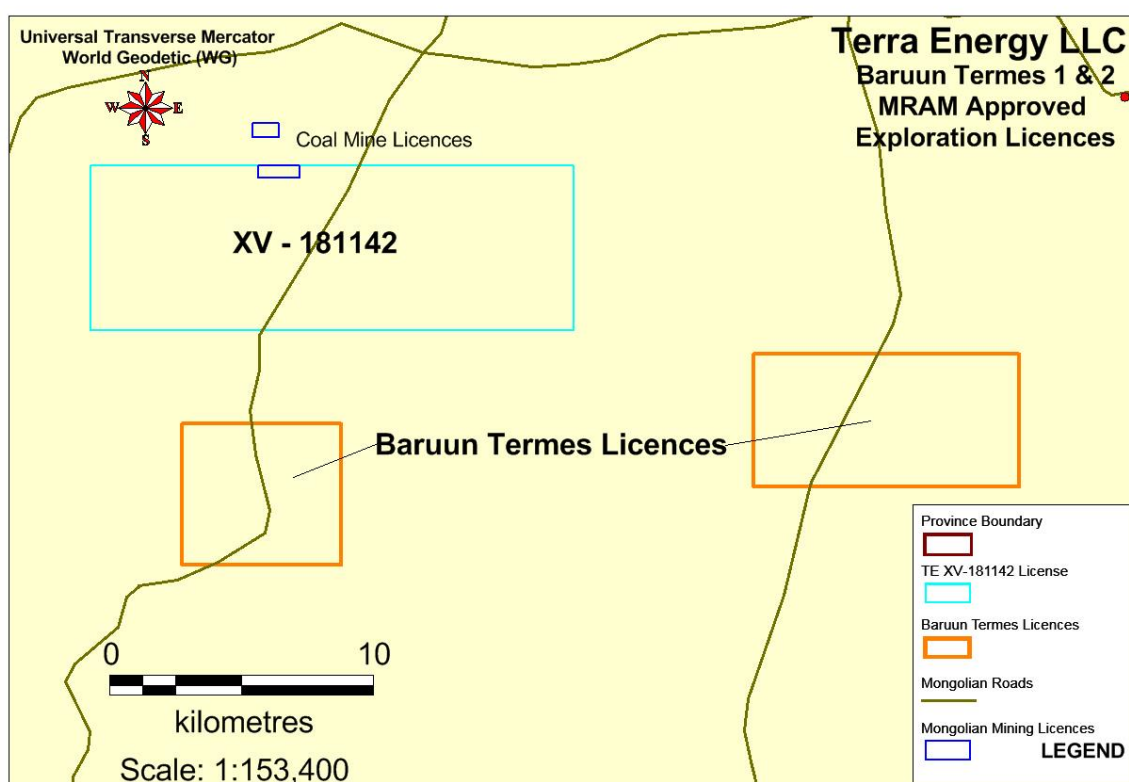 Universal Transverse Mercator
World Geodetic (WG)
N
W
E
S
Terra Energy LLC
Baruun Termes 1 & 2
MRAM Approved
Exploration Licences
Coal Mine Licences
XV - 181142
Baruun Termes Licences
0
10
kilometres
Scale: 1:153,400
Province Boundary
TE XV-181142 License
Baruun Termes Licences
Mongolian Roads
Mongolian Mining Licences
LEGEND